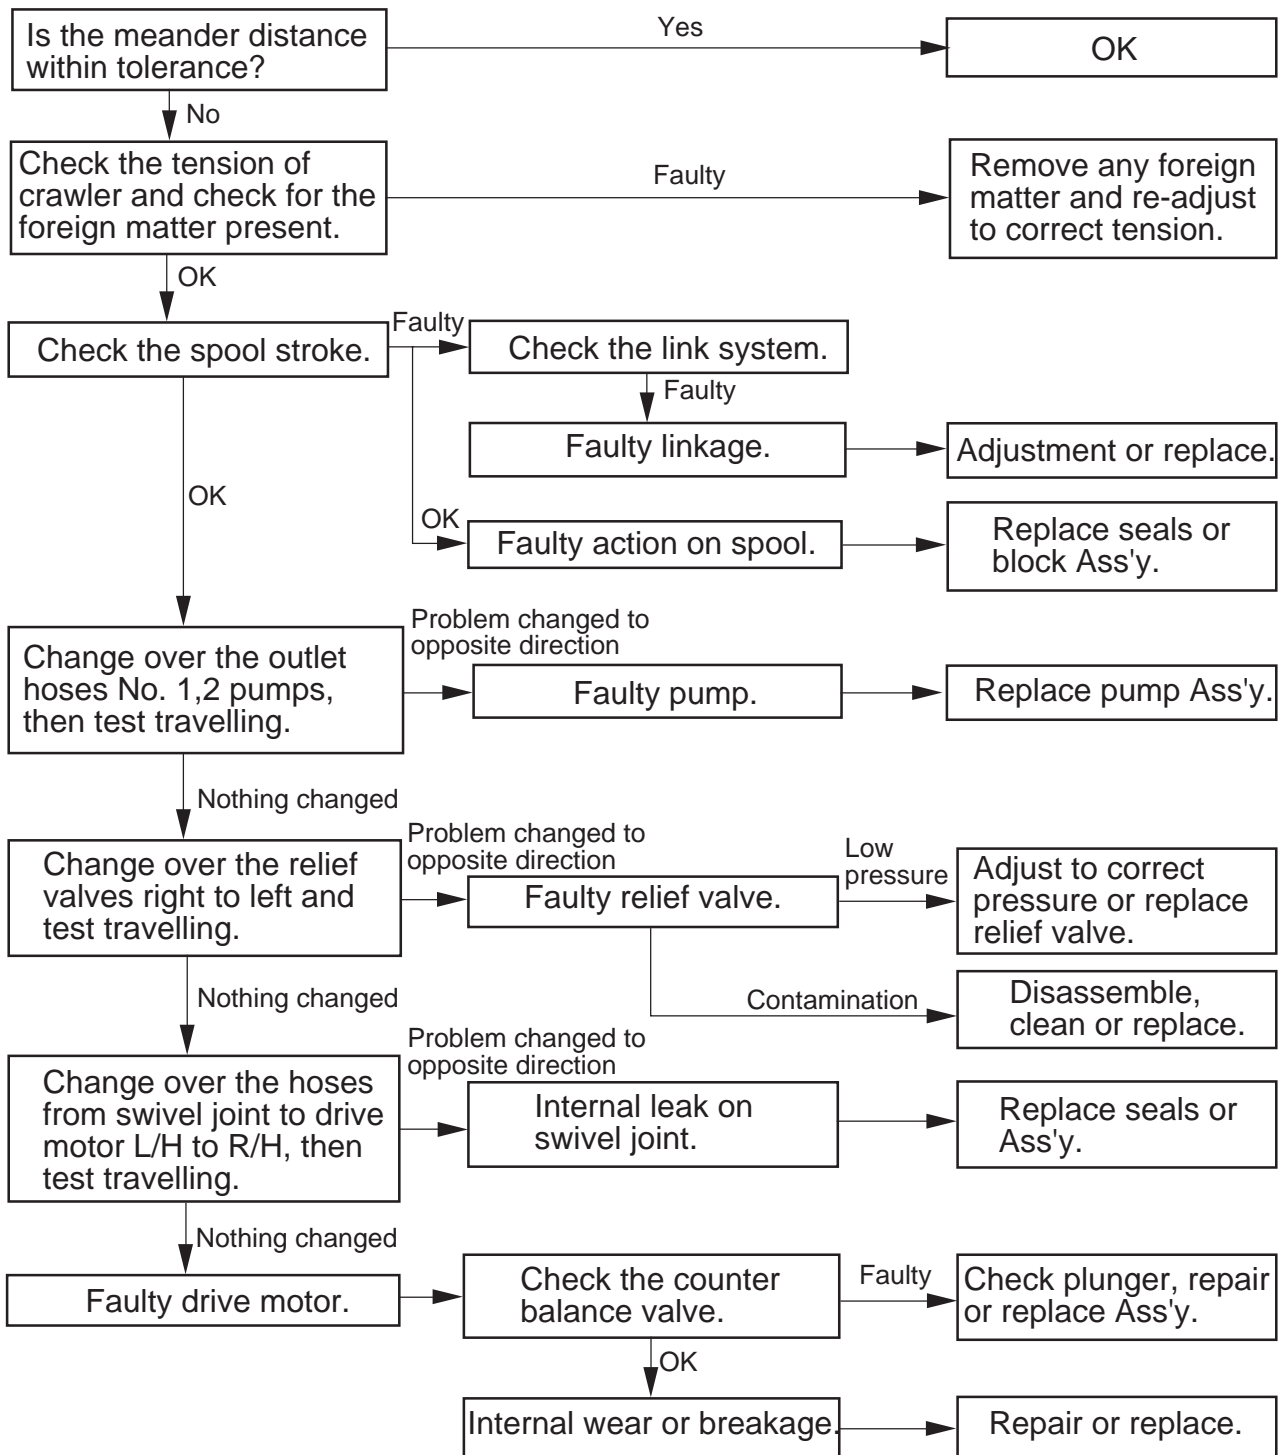 Is the meander distance
within tolerance?
Yes
OK
No
Check the tension of
crawler and check for the
foreign matter present.
Faulty
Remove any foreign
matter and re-adjust
to correct tension.
OK
Check the spool stroke.
Faulty
Check the link system.
Faulty
Faulty linkage.
Adjustment or replace.
OK
OK
Faulty action on spool.
Replace seals or
block Ass'y.
Change over the outlet
hoses No. 1,2 pumps,
then test travelling.
Problem changed to
opposite direction
Faulty pump.
Replace pump Ass'y.
Nothing changed
Change over the relief
valves right to left and
test travelling.
Problem changed to
opposite direction
Faulty relief valve.
Low
pressure
Adjust to correct
pressure or replace
relief valve.
Contamination
Disassemble,
clean or replace.
Nothing changed
Change over the hoses
from swivel joint to drive
motor L/H to R/H, then
test travelling.
Problem changed to
opposite direction
Internal leak on
swivel joint.
Replace seals or
Ass'y.
Nothing changed
Faulty drive motor.
Check the counter
balance valve.
Faulty
Check plunger, repair
or replace Ass'y.
OK
Internal wear or breakage.
Repair or replace.